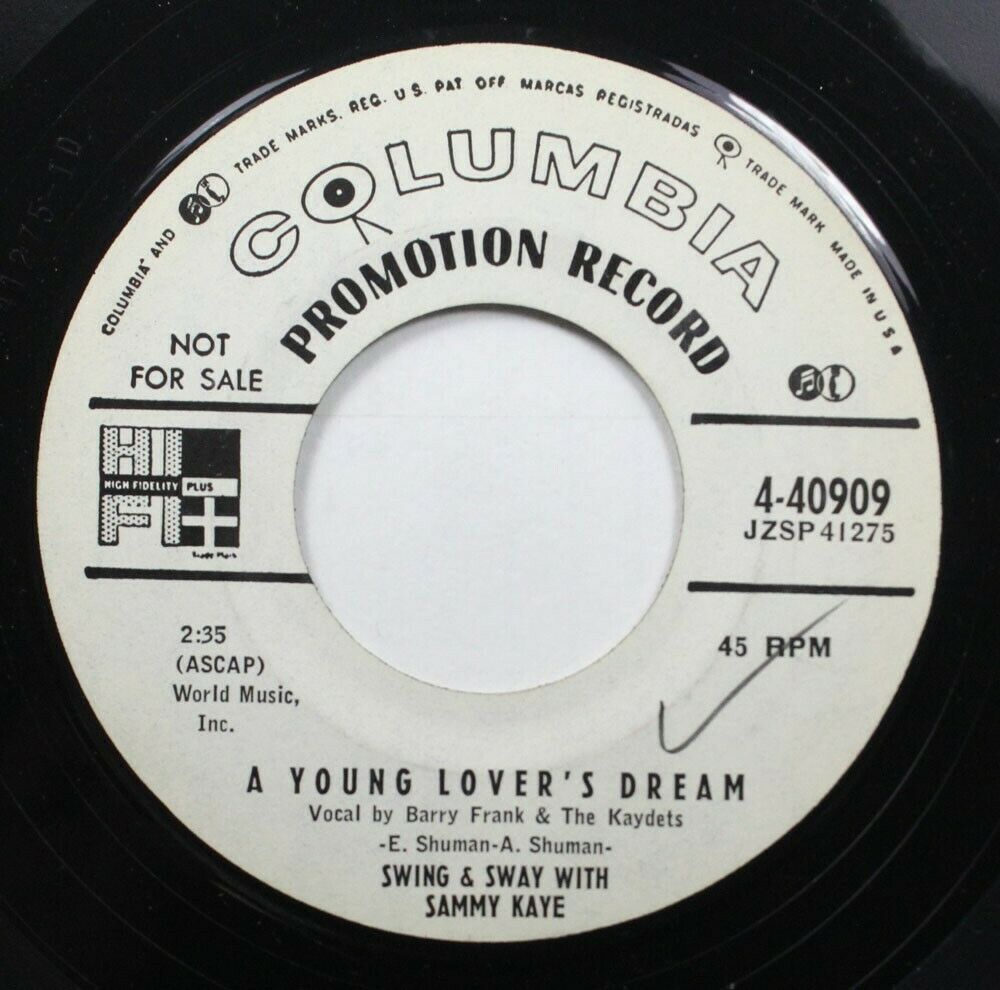 COLUMBIA AND TRADE MARKS. REG. U.S. PAT OFF MARCAS REGISTRADAS TRADE MARK MADE IN U S A
COLUMBIA
PROMOTION RECORD
NOT
FOR SALE
HI
HIGH FIDELITY PLUS
FI
Trade Mark
4-40909
JZSP 41275
2:35
(ASCAP)
World Music,
Inc.
45 RPM
A YOUNG LOVER'S DREAM
Vocal by Barry Frank & The Kaydets
-E. Shuman-A. Shuman-
SWING & SWAY WITH
SAMMY KAYE